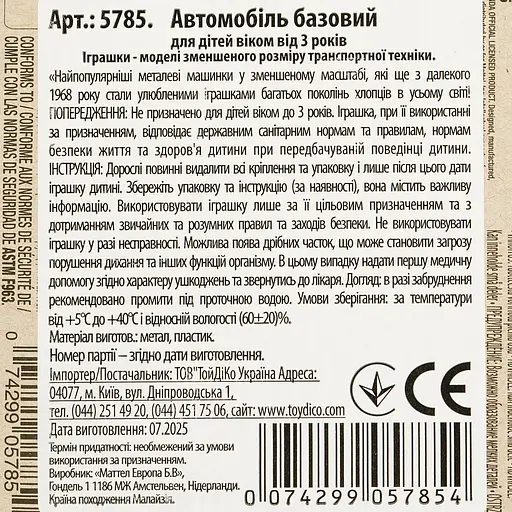 Арт.: 5785. Автомобіль базовий
для дітей віком від 3 років
Іграшки - моделі зменшеного розміру транспортної техніки.
«Найпопулярніші металеві машинки у зменшеному масштабі, які ще з далекого
1968 року стали улюбленими іграшками багатьох поколінь хлопців в усьому світі!
ПОПЕРЕДЖЕННЯ: Не призначено для дітей віком до 3 років. Іграшка, при її використанні
за призначенням, відповідає державним санітарним нормам та правилам, нормам
безпеки життя та здоров'я дитини при передбачуваній поведінці дитини.
ІНСТРУКЦІЯ: Дорослі повинні видалити всі кріплення та упаковку і лише після цього дати
іграшку дитині. Збережіть упаковку та інструкцію (за наявності), вона містить важливу
інформацію. Використовувати іграшку лише за її цільовим призначенням та з
дотриманням звичайних та розумних правил та заходів безпеки. Не використовувати
іграшку у разі несправності. Можлива поява дрібних часток, що може становити загрозу
порушення дихання та інших функцій організму. В цьому випадку надати першу медичну
допомогу згідно характеру ушкоджень та звернутись до лікаря. Догляд: в разі забруднення
рекомендовано промити під проточною водою. Умови зберігання: за температури
від +5°С до +40°С і відносній вологості (60±20)%.
Матеріал виготов.: метал, пластик.
Номер партії – згідно дати виготовлення.
Імпортер/Постачальник: ТОВ"ТойДіКо Україна Адреса:
04077, м. Київ, вул. Дніпроводська 1,
тел. (044) 251 49 20, (044) 451 75 06, сайт: www.toydico.com
Дата виготовлення: 07.2025
Термін придатності: необмежений за умови
використання за призначенням.
Виробник: «Маттел Европа Б.В»,
Гондель 1 1186 МЖ Амстельвен, Нідерланди.
Країна походження Малайзія.
CE
0 074299 057854
CONFORMS TO / CONFORME AUX NORMES DE SÉCURITÉ DE /
CUMPLE CON LAS NORMAS DE SEGURIDAD DE ASTM F963.
0 74299 05785
OFFICIAL LICENSED PRODUCT. Designed, manufactured,